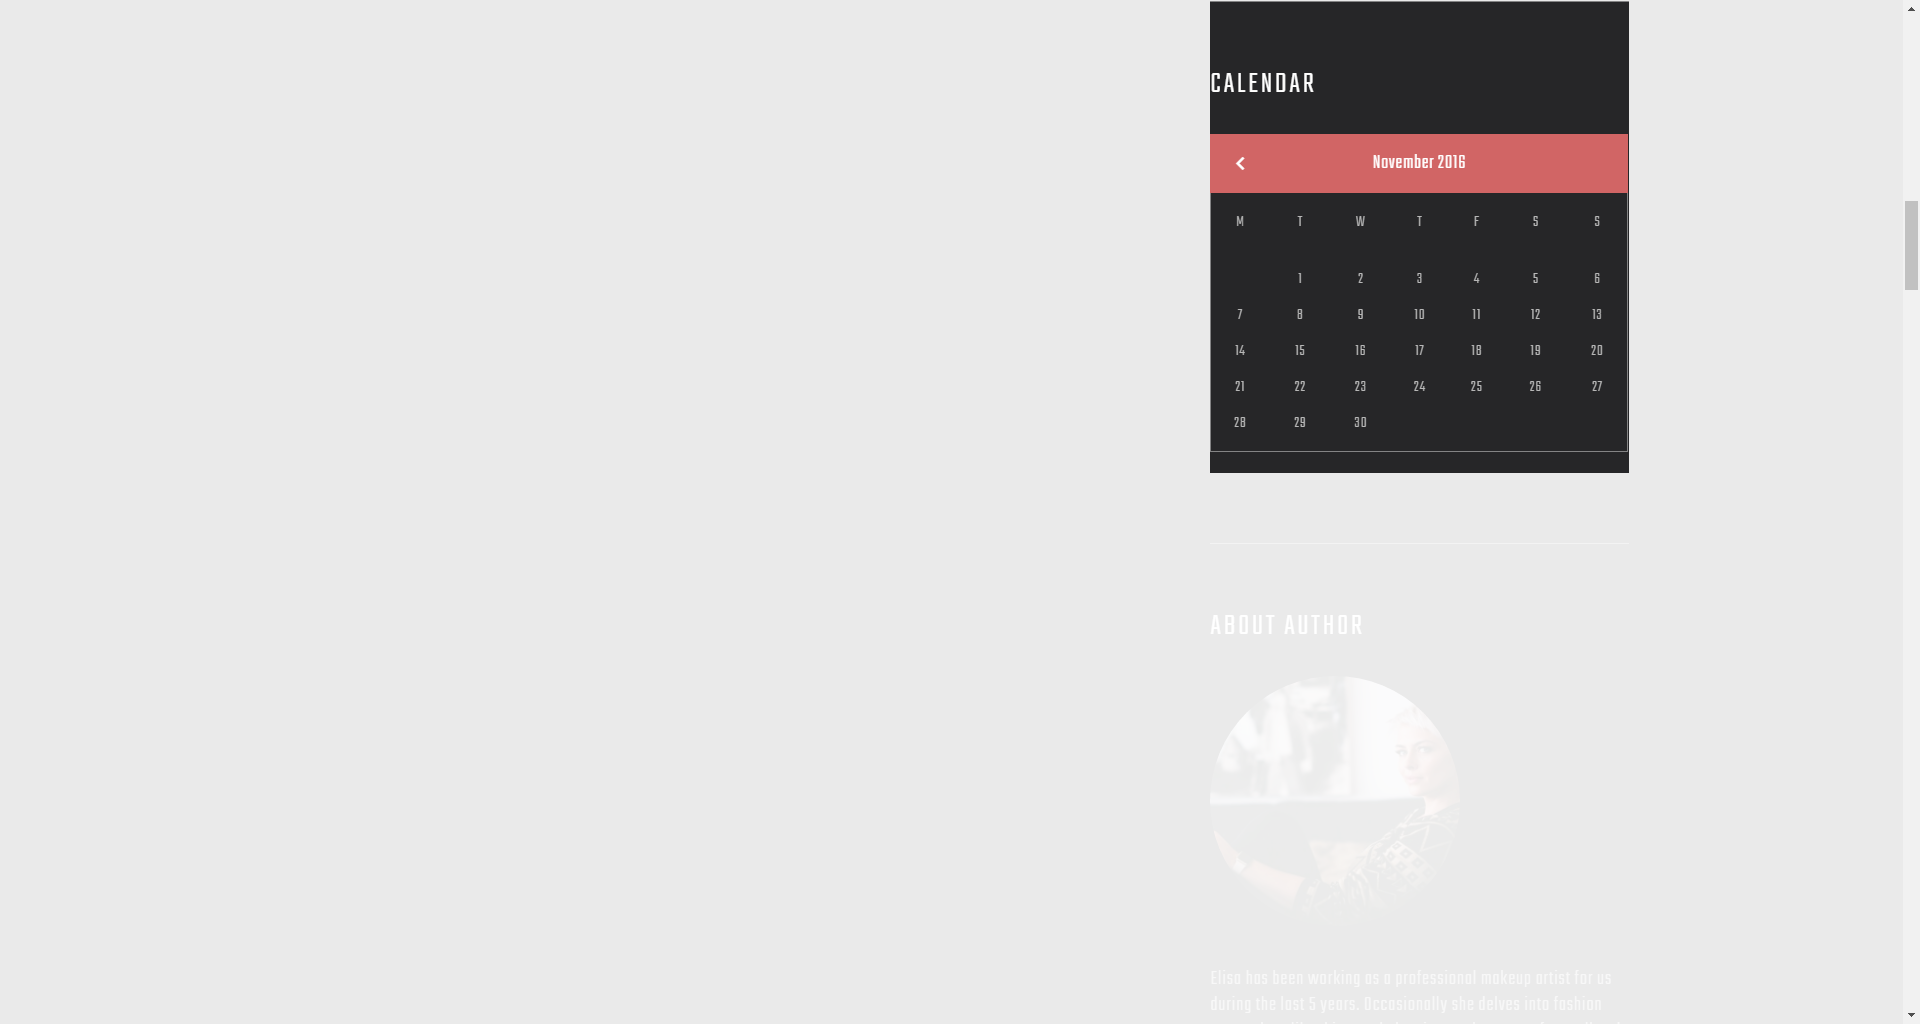 CALENDAR
November 2016
M T W T F S S
1 2 3 4 5 6
7 8 9 10 11 12 13
14 15 16 17 18 19 20
21 22 23 24 25 26 27
28 29 30
ABOUT AUTHOR
Elisa has been working as a professional makeup artist for us
during the last 5 years. Occasionally she delves into fashion